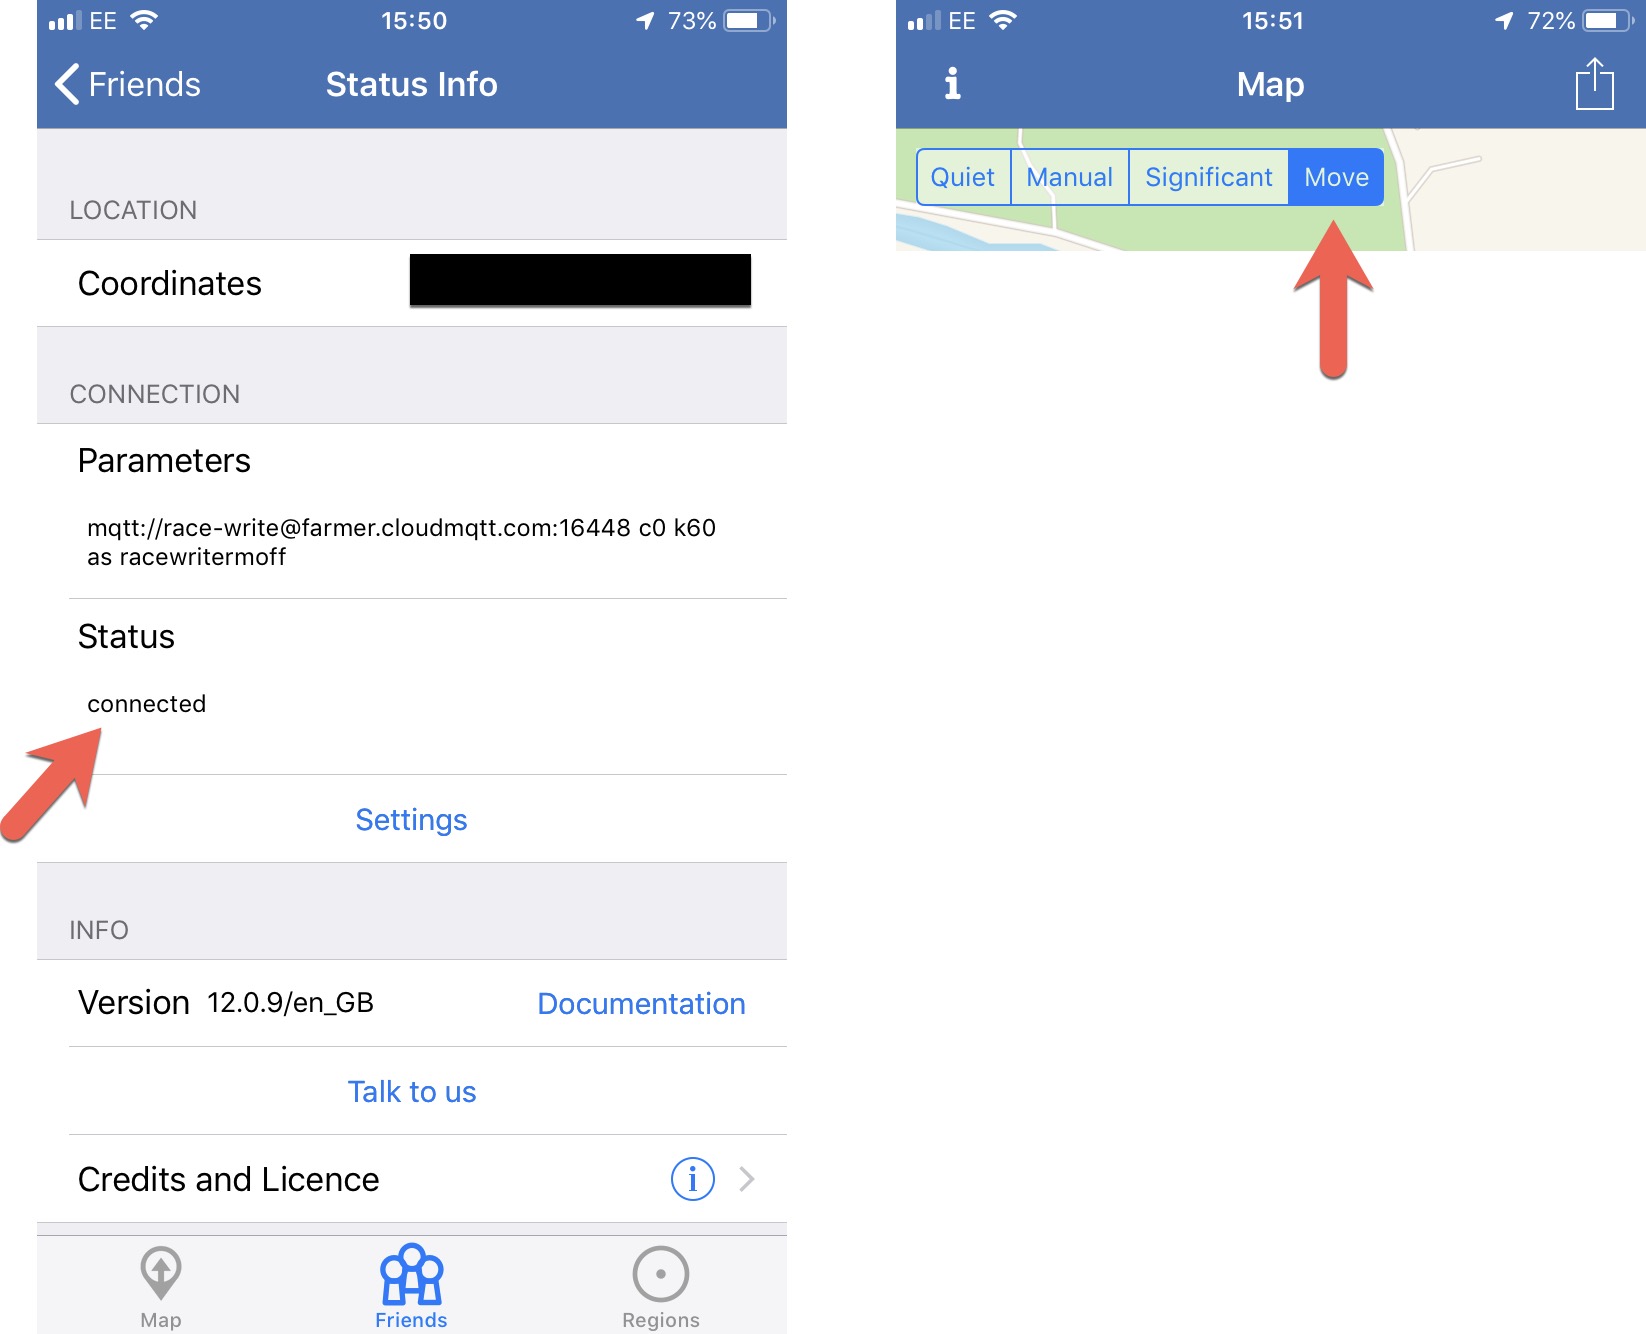 EE 15:50 73%
Friends Status Info
LOCATION
Coordinates
CONNECTION
Parameters
mqtt://race-write@farmer.cloudmqtt.com:16448 c0 k60
as racewritermoff
Status
connected
Settings
INFO
Version 12.0.9/en_GB Documentation
Talk to us
Credits and Licence
Map Friends Regions
EE 15:51 72%
Map
Quiet Manual Significant Move